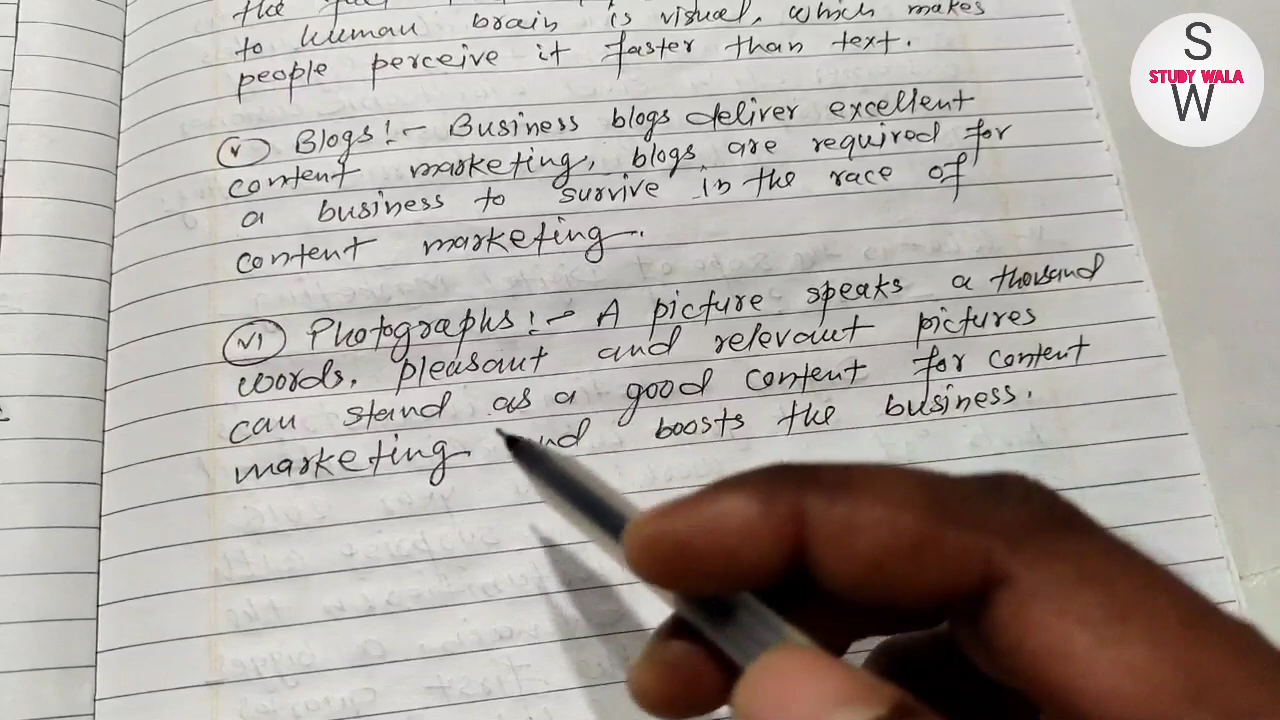 to human brain is visual, which makes
people perceive it faster than text.
(v) Blogs:- Business blogs deliver excellent
content marketing, blogs are required for
a business to survive in the race of
content marketing.
(vi) Photographs:- A picture speaks a thousand
words, pleasant and relevant pictures
can stand as a good content for content
marketing and boosts the business.
S
STUDY WALA
W